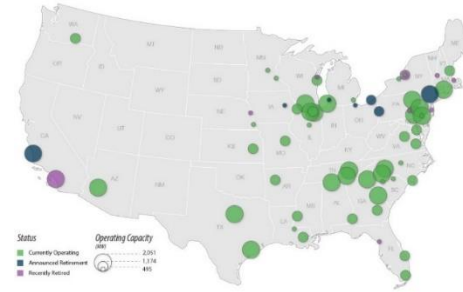 WA
MT
ND
MN
OR
ID
SD
WI
MI
NY
ME
WY
IA
NE
PA
NV
UT
CO
IL
IN
OH
WV
VA
CA
KS
MO
KY
NC
AZ
NM
OK
AR
TN
SC
TX
LA
MS
AL
GA
FL
Status
Currently Operating
Announced Retirement
Recently Retired
Operating Capacity
(MW)
2,051
1,174